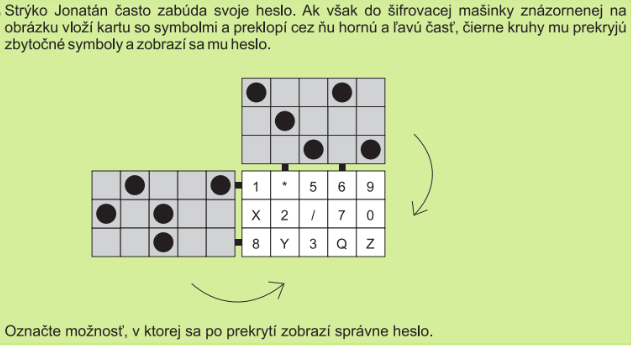 Strýko Jonatán často zabúda svoje heslo. Ak však do šifrovacej mašinky znázornenej na
obrázku vloží kartu so symbolmi a preklopí cez ňu hornú a ľavú časť, čierne kruhy mu prekryjú
zbytočné symboly a zobrazí sa mu heslo.
1 * 5 6 9
X 2 / 7 0
8 Y 3 Q Z
Označte možnosť, v ktorej sa po prekrytí zobrazí správne heslo.